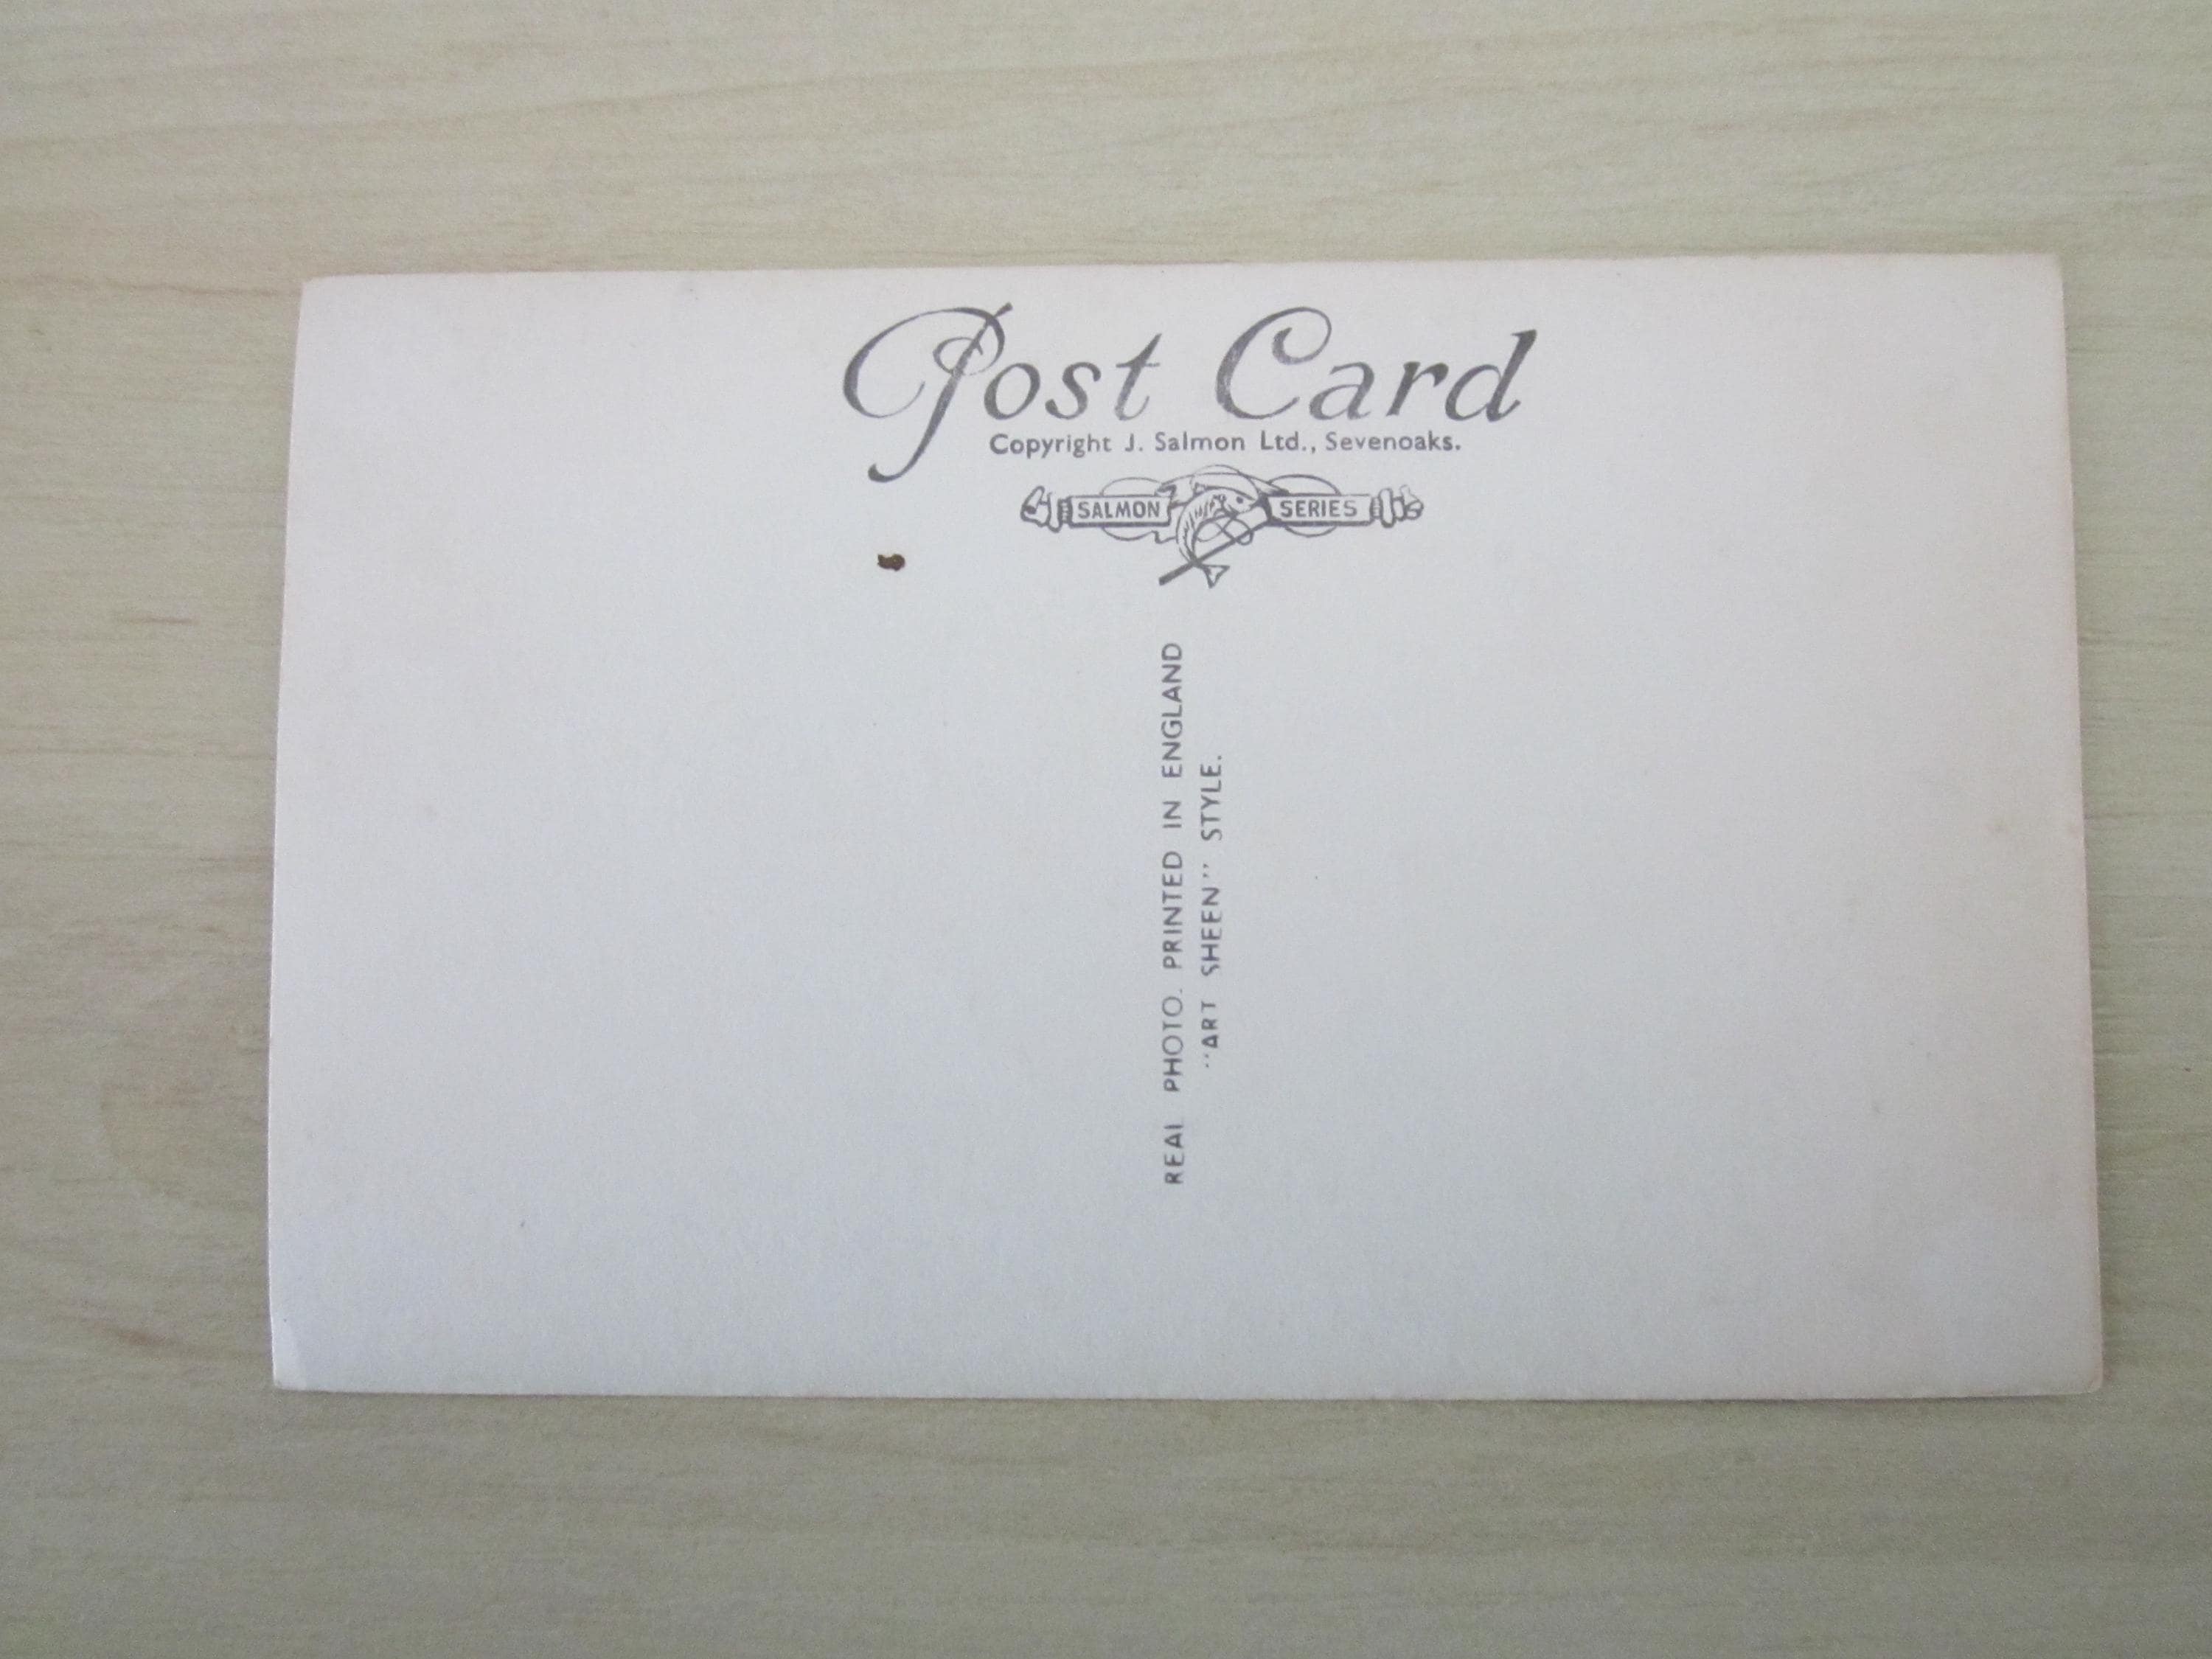 Post Card
Copyright J. Salmon Ltd., Sevenoaks.
SALMON SERIES
REAL PHOTO. PRINTED IN ENGLAND
"ART SHEEN" STYLE.